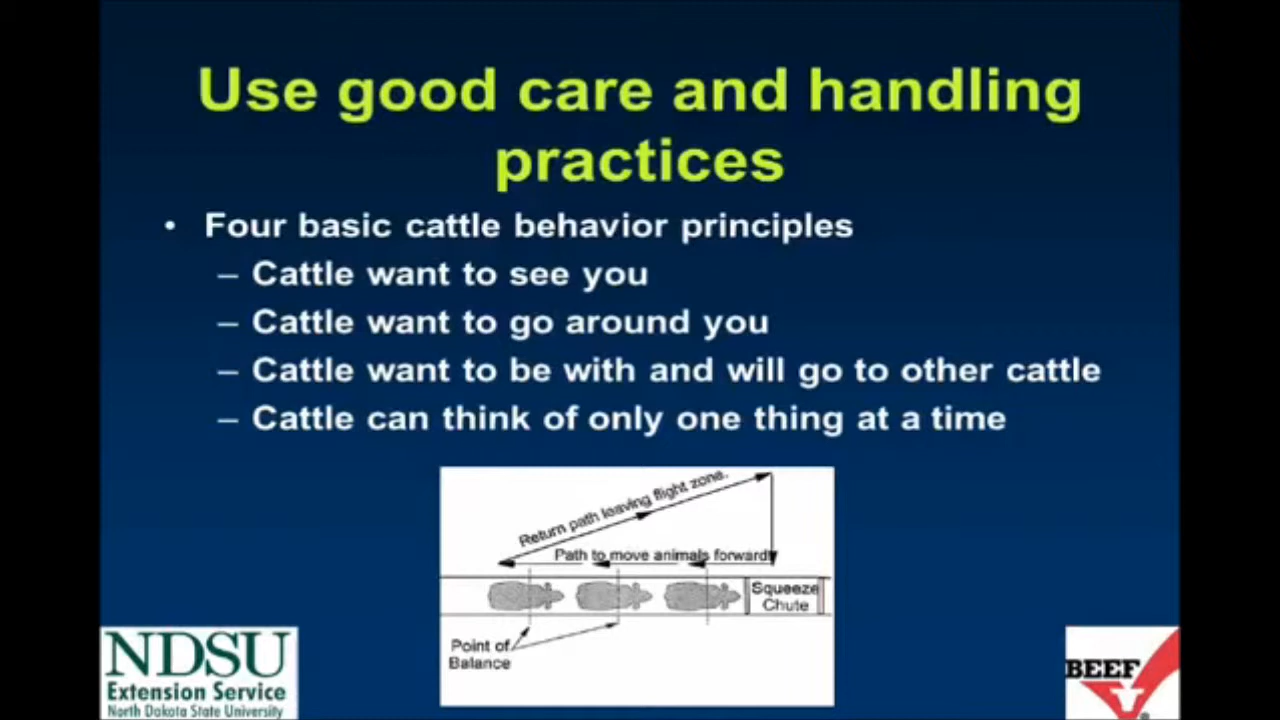 Use good care and handling
practices
• Four basic cattle behavior principles
– Cattle want to see you
– Cattle want to go around you
– Cattle want to be with and will go to other cattle
– Cattle can think of only one thing at a time
Return path leaving flight zone.
Path to move animals forward
Squeeze
Chute
Point of
Balance
NDSU
Extension Service
North Dakota State University
BEEF